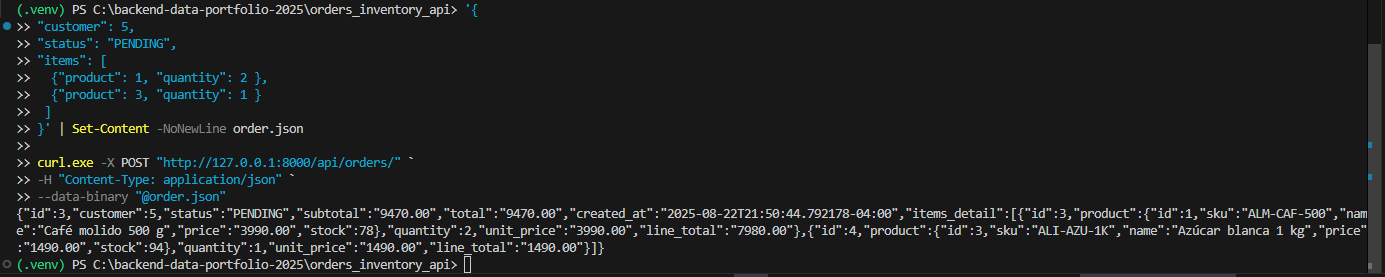 (.venv) PS C:\backend-data-portfolio-2025\orders_inventory_api> '{
>> "customer": 5,
>> "status": "PENDING",
>> "items": [
>>   {"product": 1, "quantity": 2 },
>>   {"product": 3, "quantity": 1 }
>>  ]
>> }' | Set-Content -NoNewLine order.json
>>
>> curl.exe -X POST "http://127.0.0.1:8000/api/orders/" `
>> -H "Content-Type: application/json" `
>> --data-binary "@order.json"
{"id":3,"customer":5,"status":"PENDING","subtotal":"9470.00","total":"9470.00","created_at":"2025-08-22T21:50:44.792178-04:00","items_detail":[{"id":3,"product":{"id":1,"sku":"ALM-CAF-500","nam
e":"Café molido 500 g","price":"3990.00","stock":78},"quantity":2,"unit_price":"3990.00","line_total":"7980.00"},{"id":4,"product":{"id":3,"sku":"ALI-AZU-1K","name":"Azúcar blanca 1 kg","price"
:"1490.00","stock":94},"quantity":1,"unit_price":"1490.00","line_total":"1490.00"}]}
(.venv) PS C:\backend-data-portfolio-2025\orders_inventory_api>